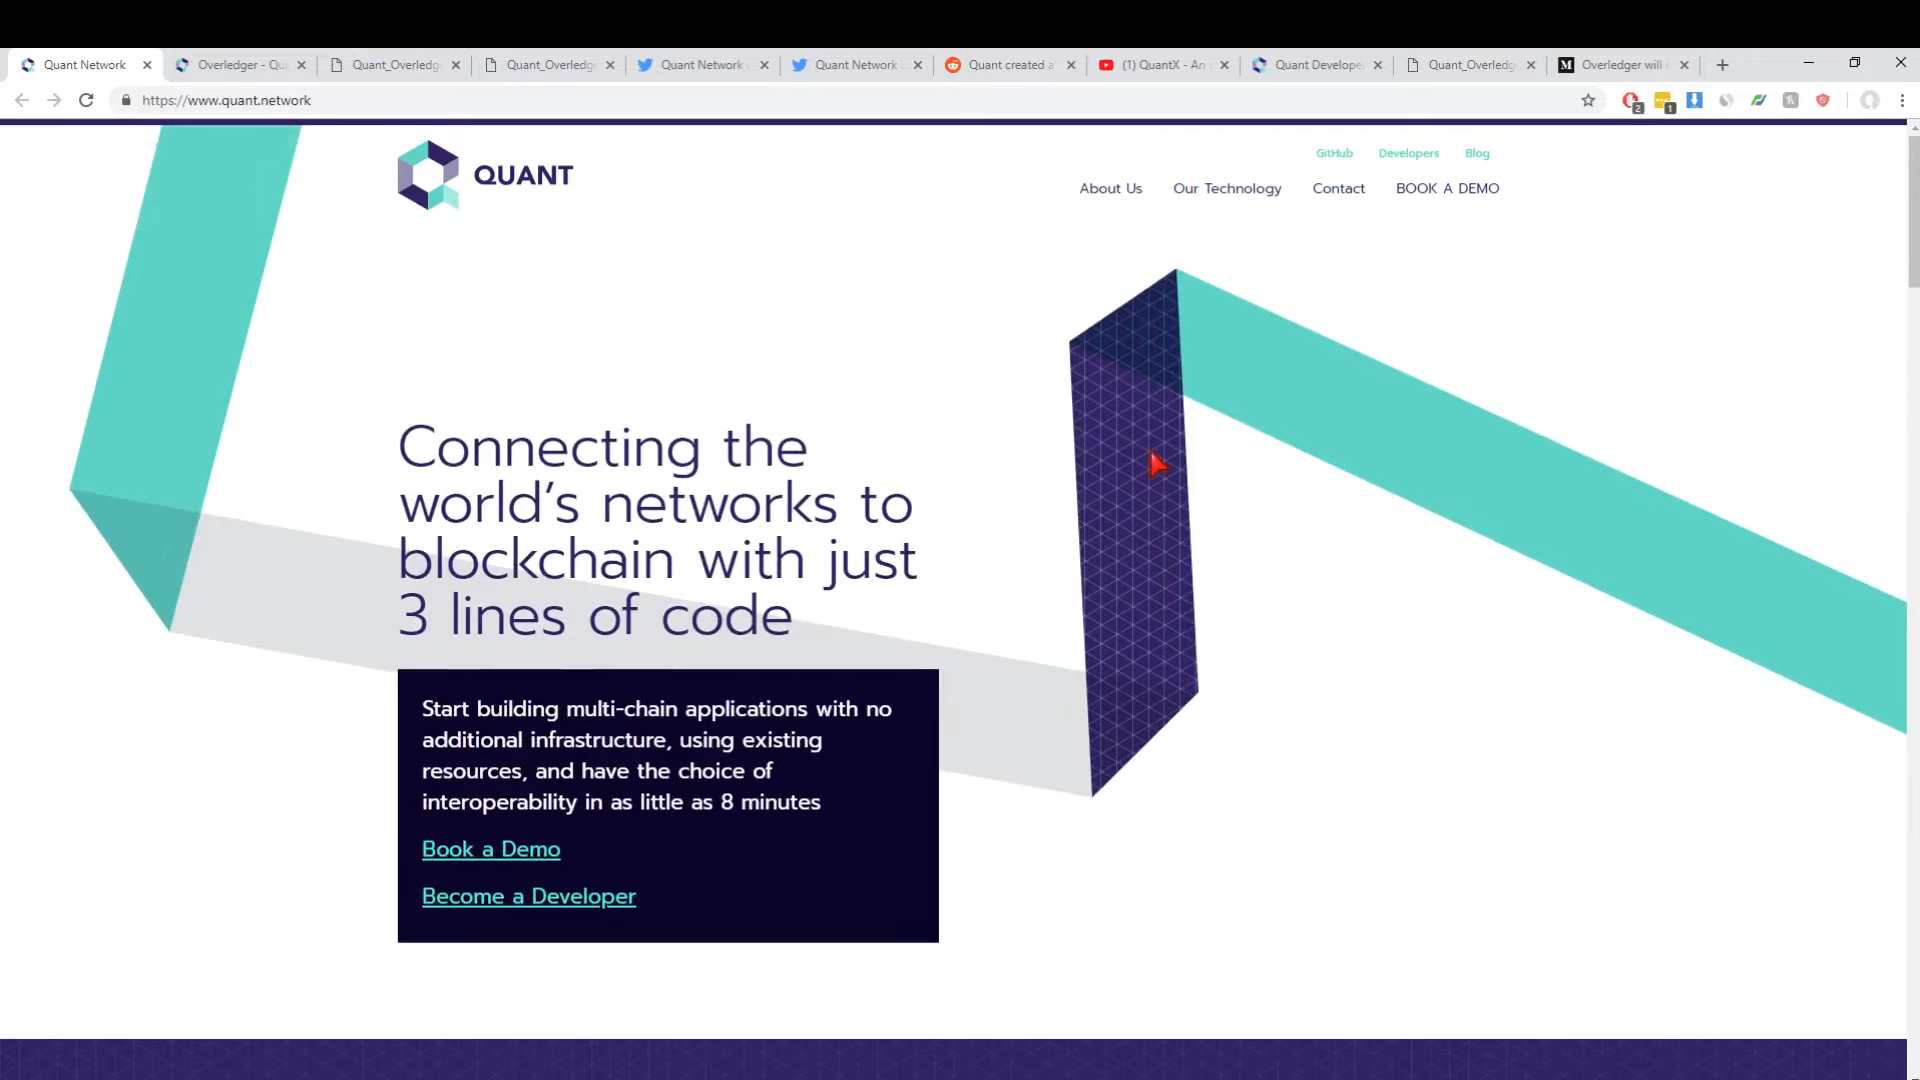 Quant Network
Overledger - Qu
Quant_Overledg
Quant_Overledg
Quant Network
Quant Network
Quant created a
(1) QuantX - An
Quant Develope
Quant_Overledg
Overledger will
https://www.quant.network
2
1
GitHub Developers Blog
QUANT
About Us Our Technology Contact BOOK A DEMO
Connecting the
world’s networks to
blockchain with just
3 lines of code
Start building multi-chain applications with no
additional infrastructure, using existing
resources, and have the choice of
interoperability in as little as 8 minutes
Book a Demo
Become a Developer